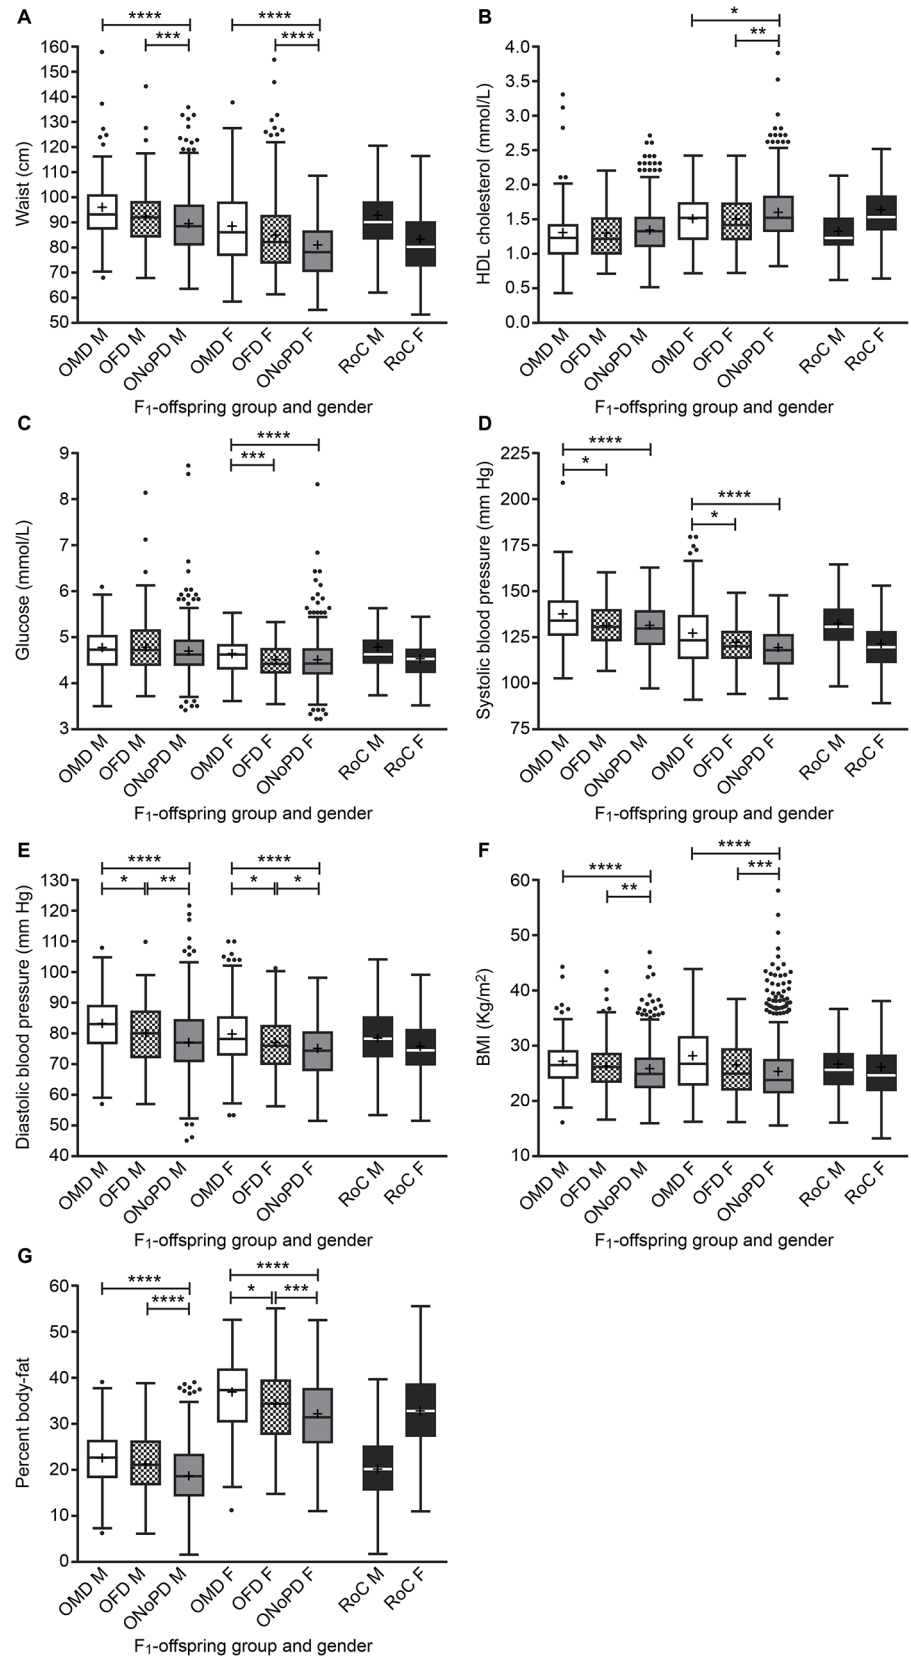 A
**** ****
*** ****
160
150
140
130
120
110
100
90
80
70
60
50
Waist (cm)
OMD M OFD M ONoPD M OMD F OFD F ONoPD F RoC M RoC F
F1-offspring group and gender
B
*
**
4.0
3.5
3.0
2.5
2.0
1.5
1.0
0.5
0.0
HDL cholesterol (mmol/L)
OMD M OFD M ONoPD M OMD F OFD F ONoPD F RoC M RoC F
F1-offspring group and gender
C
****
***
9
8
7
6
5
4
3
Glucose (mmol/L)
OMD M OFD M ONoPD M OMD F OFD F ONoPD F RoC M RoC F
F1-offspring group and gender
D
****
*
****
*
225
200
175
150
125
100
75
Systolic blood pressure (mm Hg)
OMD M OFD M ONoPD M OMD F OFD F ONoPD F RoC M RoC F
F1-offspring group and gender
E
**** ****
* ** * *
130
120
110
100
90
80
70
60
50
40
Diastolic blood pressure (mm Hg)
OMD M OFD M ONoPD M OMD F OFD F ONoPD F RoC M RoC F
F1-offspring group and gender
F
****
***
****
**
60
50
40
30
20
10
BMI (Kg/m2)
OMD M OFD M ONoPD M OMD F OFD F ONoPD F RoC M RoC F
F1-offspring group and gender
G
****
* ***
****
****
60
50
40
30
20
10
0
Percent body-fat
OMD M OFD M ONoPD M OMD F OFD F ONoPD F RoC M RoC F
F1-offspring group and gender